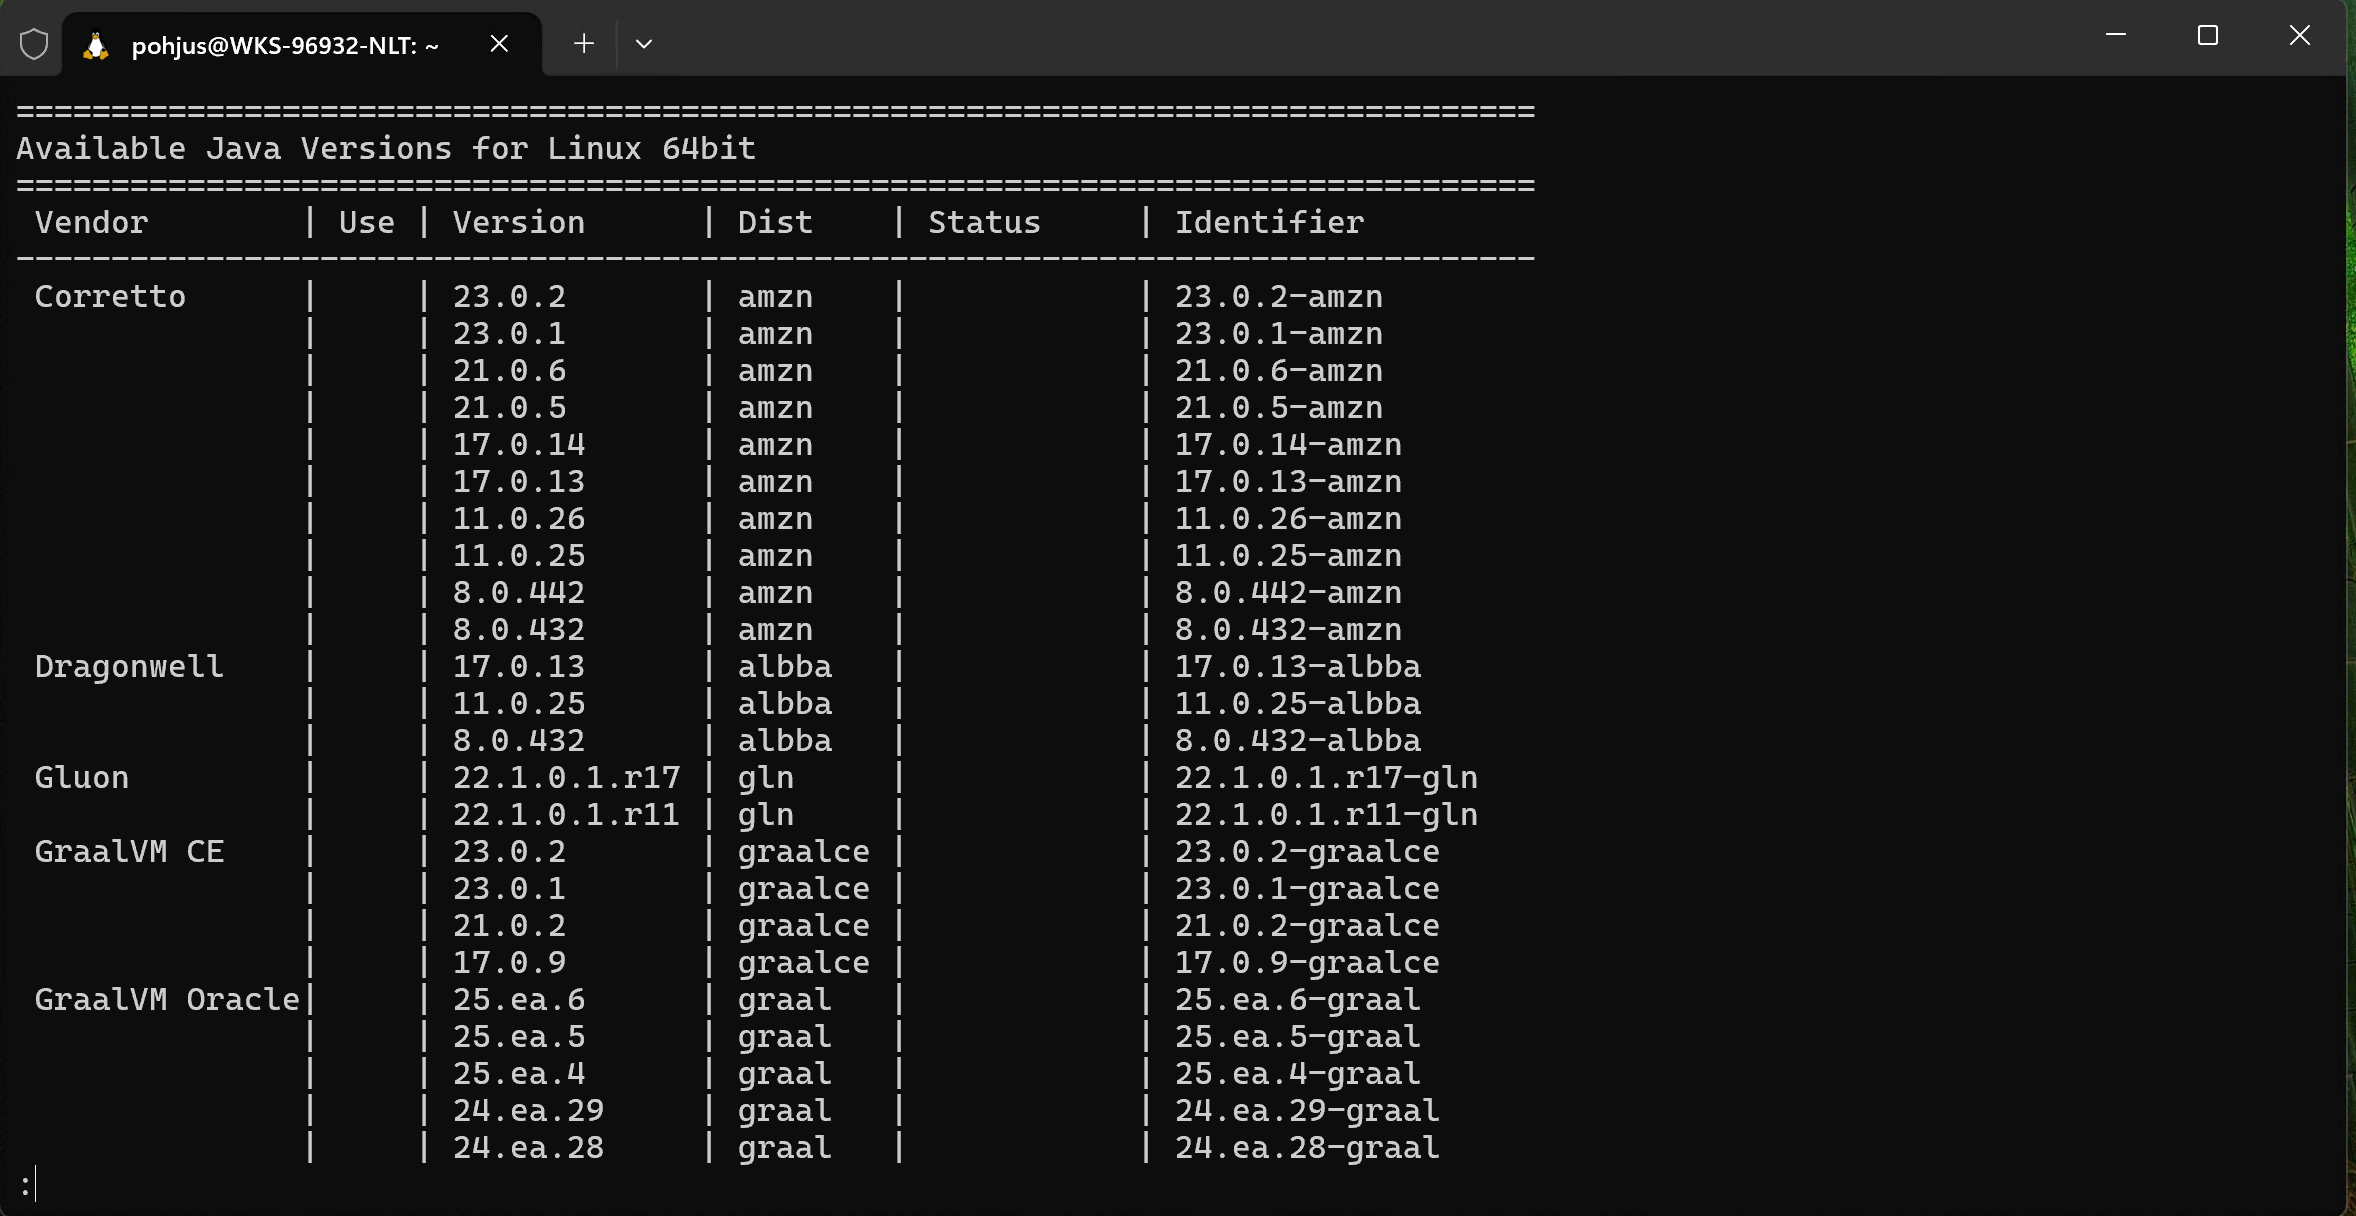 pohjus@WKS-96932-NLT: ~
================================================================================
Available Java Versions for Linux 64bit
================================================================================
 Vendor        | Use | Version      | Dist    | Status     | Identifier
--------------------------------------------------------------------------------
 Corretto      |     | 23.0.2       | amzn    |            | 23.0.2-amzn
               |     | 23.0.1       | amzn    |            | 23.0.1-amzn
               |     | 21.0.6       | amzn    |            | 21.0.6-amzn
               |     | 21.0.5       | amzn    |            | 21.0.5-amzn
               |     | 17.0.14      | amzn    |            | 17.0.14-amzn
               |     | 17.0.13      | amzn    |            | 17.0.13-amzn
               |     | 11.0.26      | amzn    |            | 11.0.26-amzn
               |     | 11.0.25      | amzn    |            | 11.0.25-amzn
               |     | 8.0.442      | amzn    |            | 8.0.442-amzn
               |     | 8.0.432      | amzn    |            | 8.0.432-amzn
 Dragonwell    |     | 17.0.13      | albba   |            | 17.0.13-albba
               |     | 11.0.25      | albba   |            | 11.0.25-albba
               |     | 8.0.432      | albba   |            | 8.0.432-albba
 Gluon         |     | 22.1.0.1.r17 | gln     |            | 22.1.0.1.r17-gln
               |     | 22.1.0.1.r11 | gln     |            | 22.1.0.1.r11-gln
 GraalVM CE    |     | 23.0.2       | graalce |            | 23.0.2-graalce
               |     | 23.0.1       | graalce |            | 23.0.1-graalce
               |     | 21.0.2       | graalce |            | 21.0.2-graalce
               |     | 17.0.9       | graalce |            | 17.0.9-graalce
 GraalVM Oracle|     | 25.ea.6      | graal   |            | 25.ea.6-graal
               |     | 25.ea.5      | graal   |            | 25.ea.5-graal
               |     | 25.ea.4      | graal   |            | 25.ea.4-graal
               |     | 24.ea.29     | graal   |            | 24.ea.29-graal
               |     | 24.ea.28     | graal   |            | 24.ea.28-graal
: